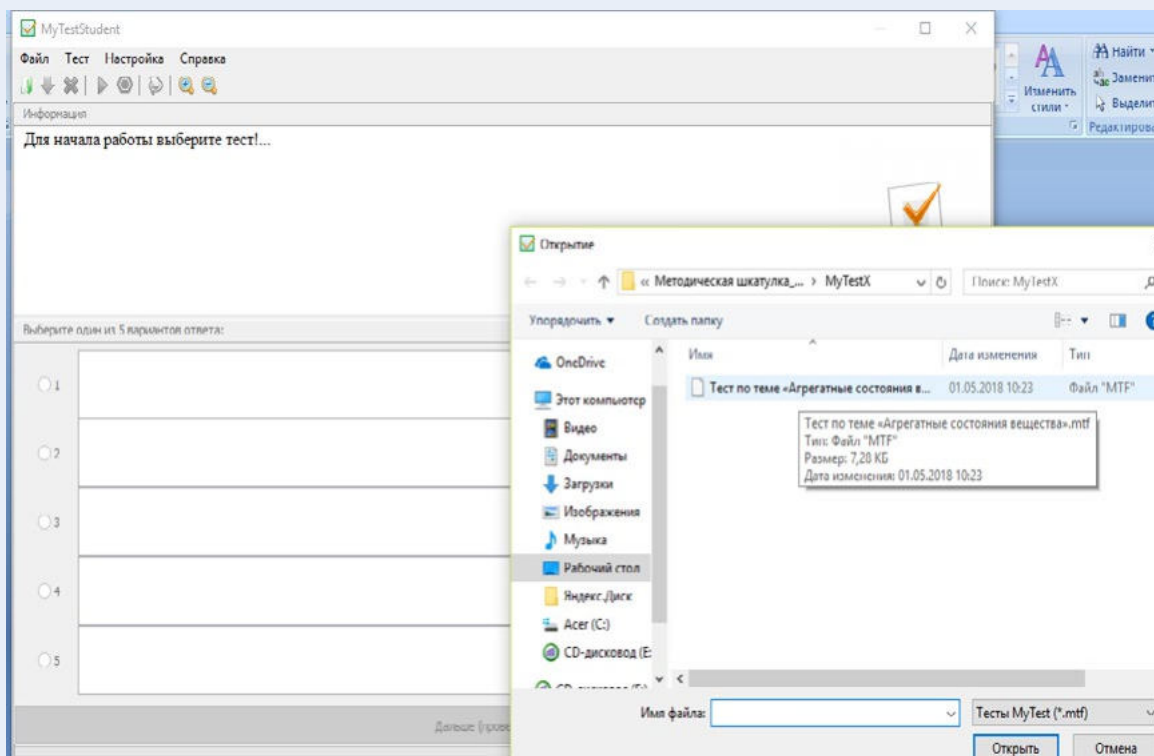 MyTestStudent
Файл Тест Настройка Справка
Информация
Для начала работы выберите тест!...
Выберите один из 5 вариантов ответа:
1
2
3
4
5
Дальше (прове
Найти
Заменит
Выделит
Изменить
стили
Редактирова
Открытие
« Методическая шкатулка_... > MyTestX
Поиск: MyTestX
Упорядочить Создать папку
Имя Дата изменения Тип
Тест по теме «Агрегатные состояния в... 01.05.2018 10:23 Файл "MTF"
Тест по теме «Агрегатные состояния вещества».mtf
Тип: Файл "MTF"
Размер: 7,28 КБ
Дата изменения: 01.05.2018 10:23
OneDrive
Этот компьютер
Видео
Документы
Загрузки
Изображения
Музыка
Рабочий стол
Яндекс.Диск
Acer (C:)
CD-дисковод (E:
Имя файла:
Тесты MyTest (*.mtf)
Открыть Отмена